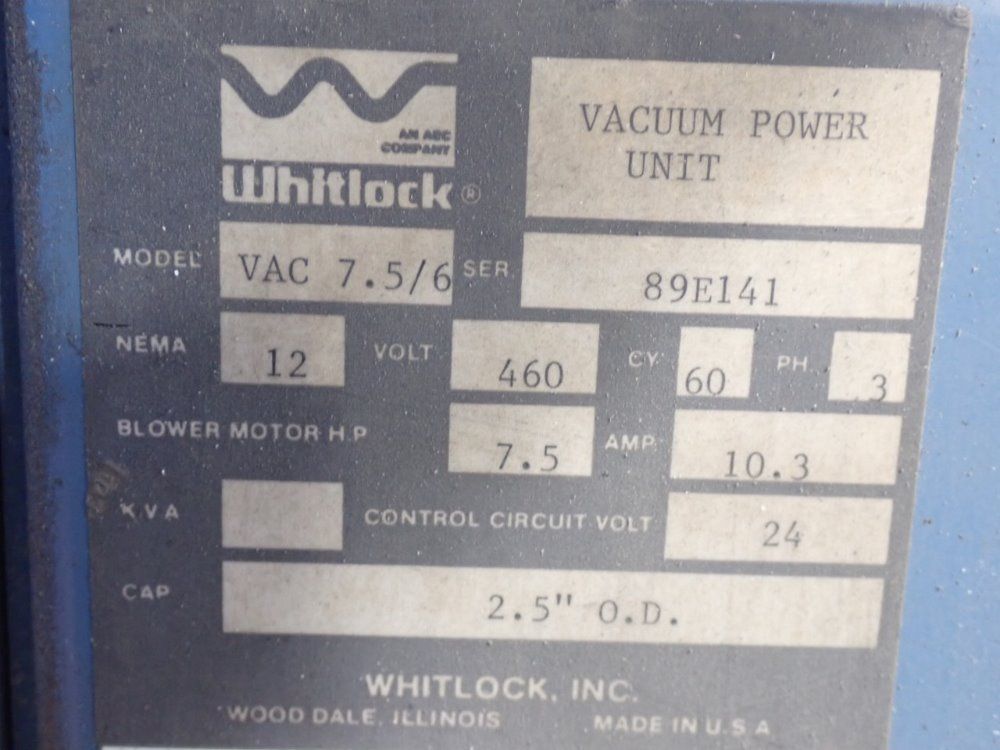 AN AEC
COMPANY
Whitlock®
VACUUM POWER
UNIT
MODEL VAC 7.5/6 SER 89E141
NEMA 12 VOLT 460 CY 60 PH 3
BLOWER MOTOR H.P 7.5 AMP 10.3
K V A CONTROL CIRCUIT VOLT 24
CAP 2.5" O.D.
WHITLOCK, INC.
WOOD DALE, ILLINOIS MADE IN U.S.A